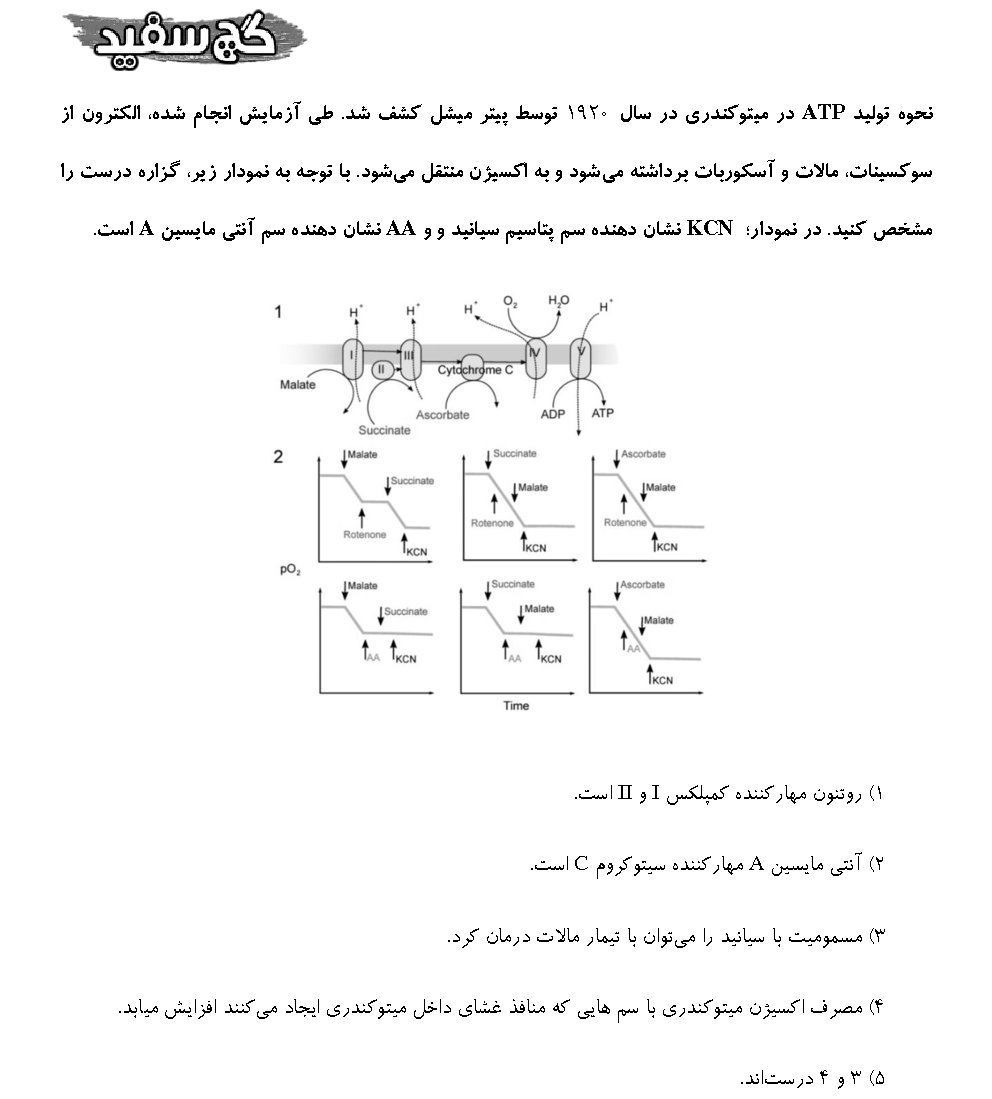 گچ سفید
نحوه تولید ATP در میتوکندری در سال ۱۹۲۰ توسط پیتر میشل کشف شد. طی آزمایش انجام شده، الکترون از
سوکسینات، مالات و آسکوربات برداشته می‌شود و به اکسیژن منتقل می‌شود. با توجه به نمودار زیر، گزاره درست را
مشخص کنید. در نمودار؛ KCN نشان دهنده سم پتاسیم سیانید و و AA نشان دهنده سم آنتی مایسین A است.
1
H⁺ H⁺ H⁺ O₂ H₂O H⁺
I II III IV V
Cytochrome C
Malate
Ascorbate ADP ATP
Succinate
2
Malate Succinate Rotenone KCN
Succinate Malate Rotenone KCN
Ascorbate Malate Rotenone KCN
pO₂
Malate Succinate AA KCN
Succinate Malate AA KCN
Ascorbate Malate AA KCN
Time
۱) روتنون مهارکننده کمپلکس I و II است.
۲) آنتی مایسین A مهارکننده سیتوکروم C است.
۳) مسمومیت با سیانید را می‌توان با تیمار مالات درمان کرد.
۴) مصرف اکسیژن میتوکندری با سم هایی که منافذ غشای داخل میتوکندری ایجاد می‌کنند افزایش میابد.
۵) ۳ و ۴ درست‌اند.